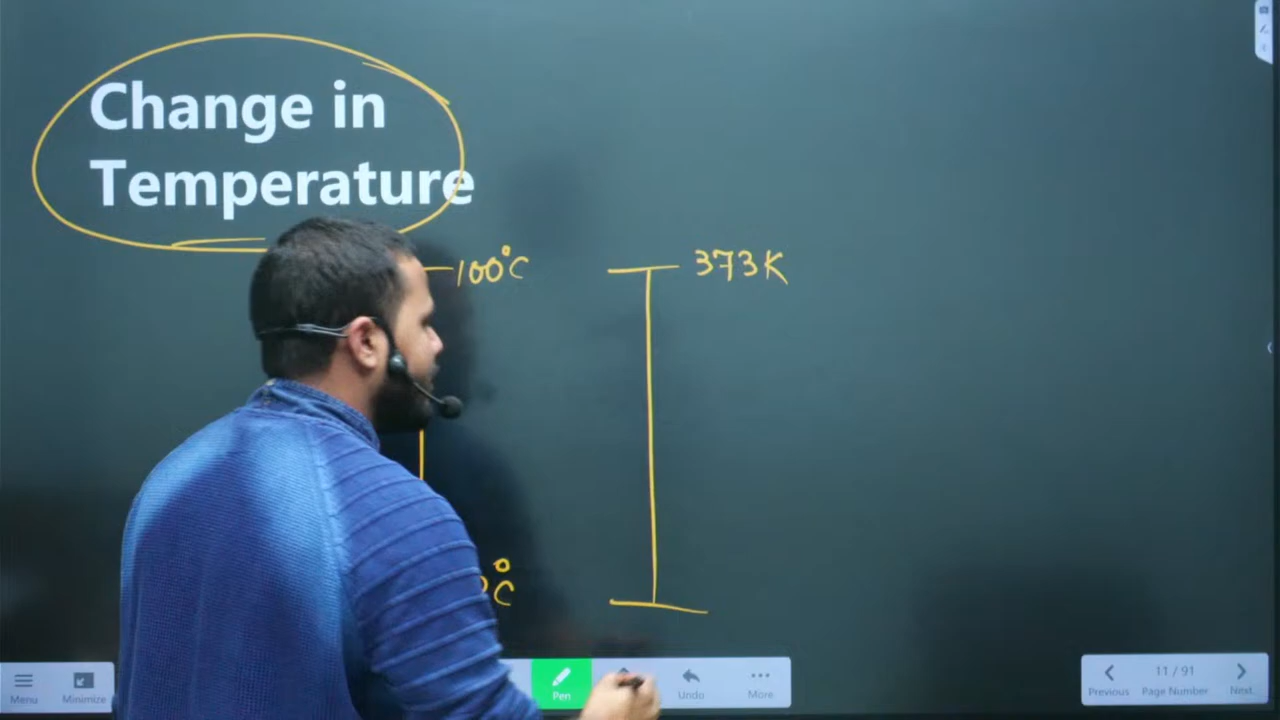 Change in
Temperature
100°C
373K
°C
Menu
Minimize
Pen
Undo
More
Previous
11 / 91
Page Number
Next